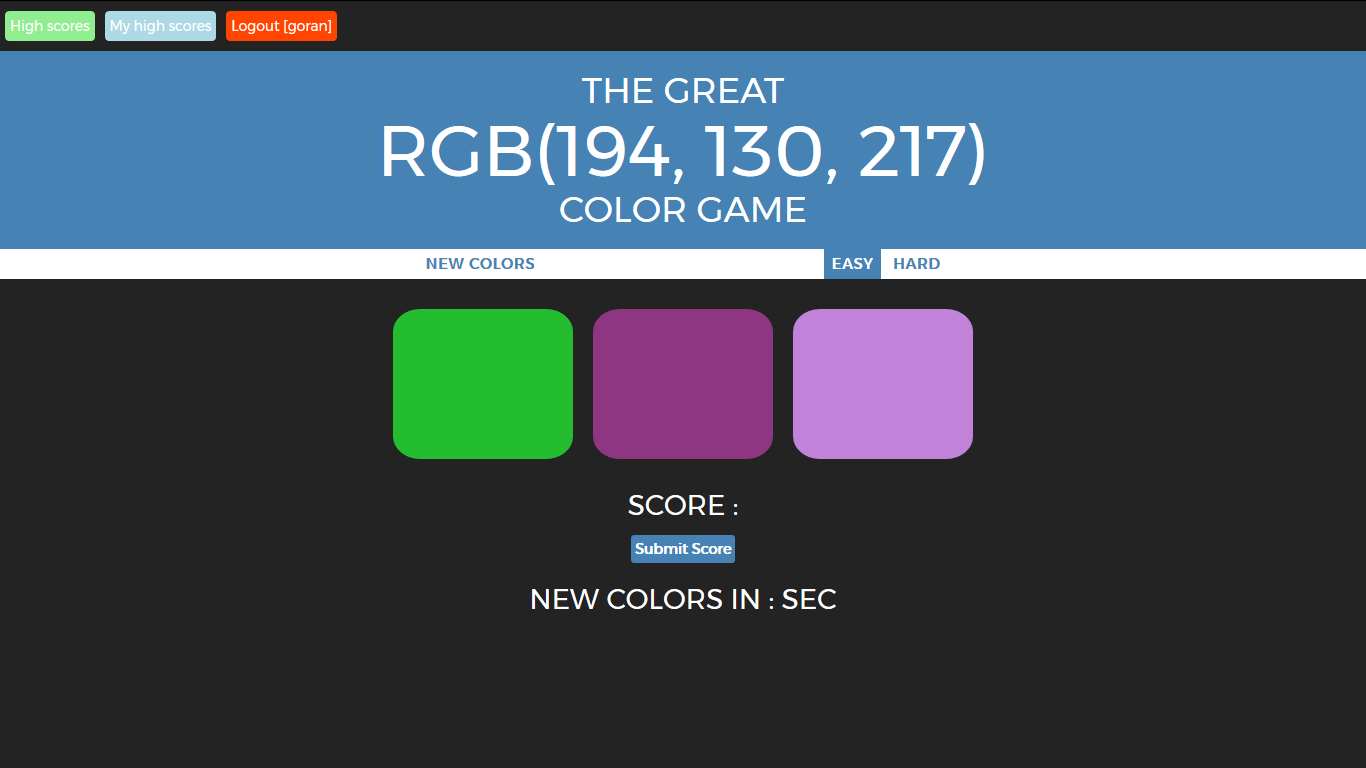 High scores My high scores Logout [goran]
THE GREAT
RGB(194, 130, 217)
COLOR GAME
NEW COLORS EASY HARD
SCORE :
Submit Score
NEW COLORS IN : SEC